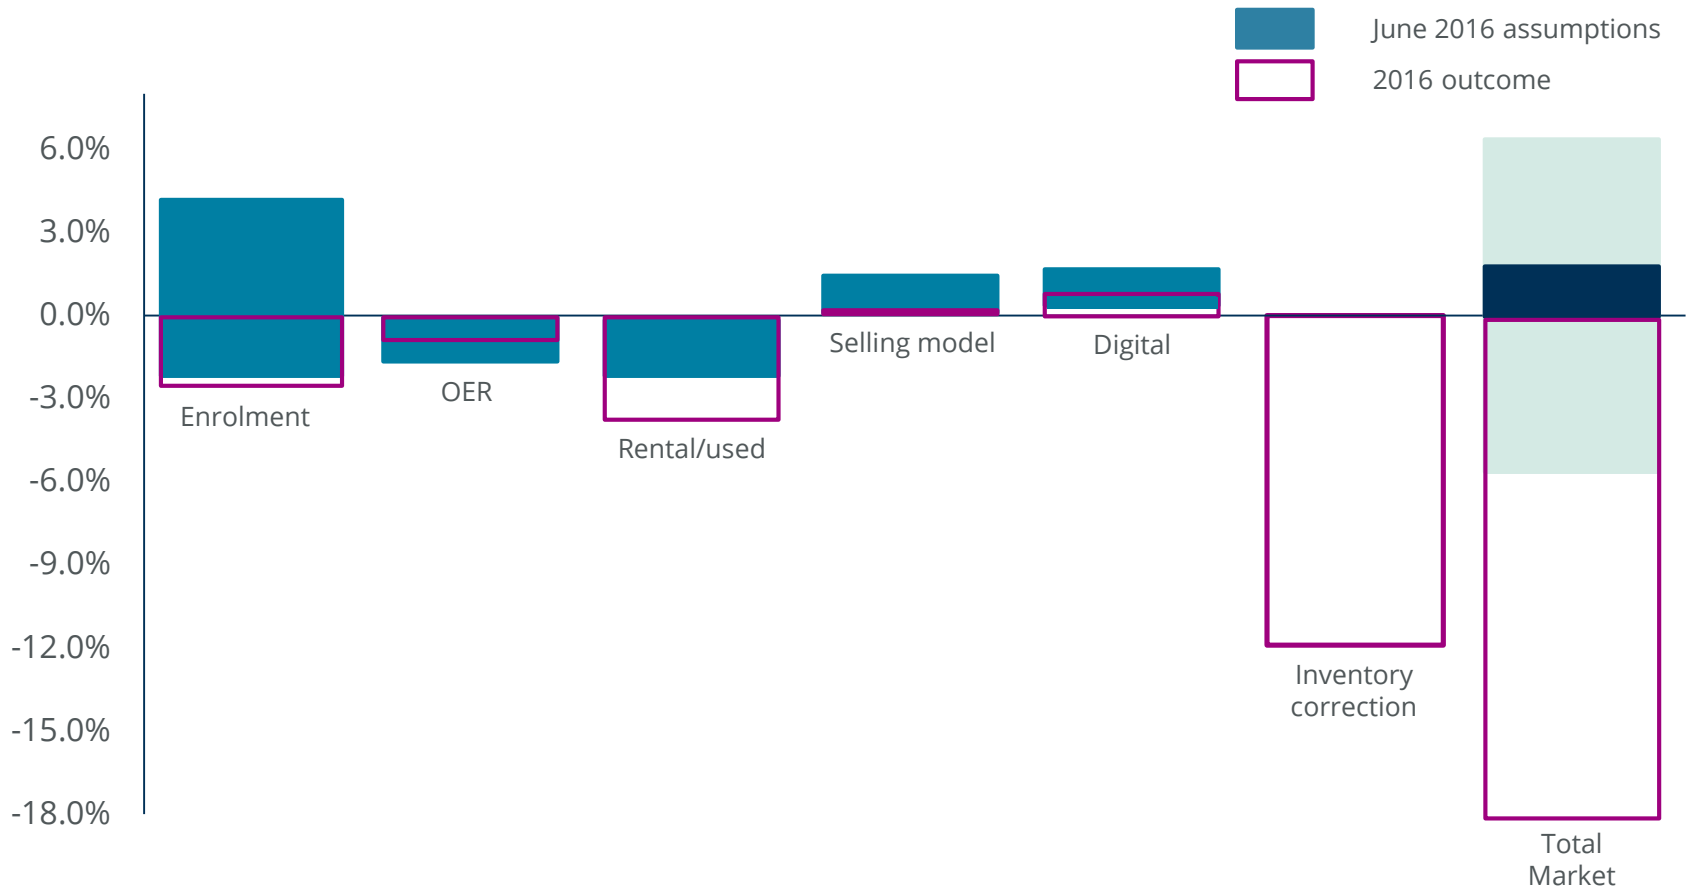 June 2016 assumptions
2016 outcome
6.0%
3.0%
0.0%
-3.0%
-6.0%
-9.0%
-12.0%
-15.0%
-18.0%
Enrolment
OER
Rental/used
Selling model
Digital
Inventory
correction
Total
Market